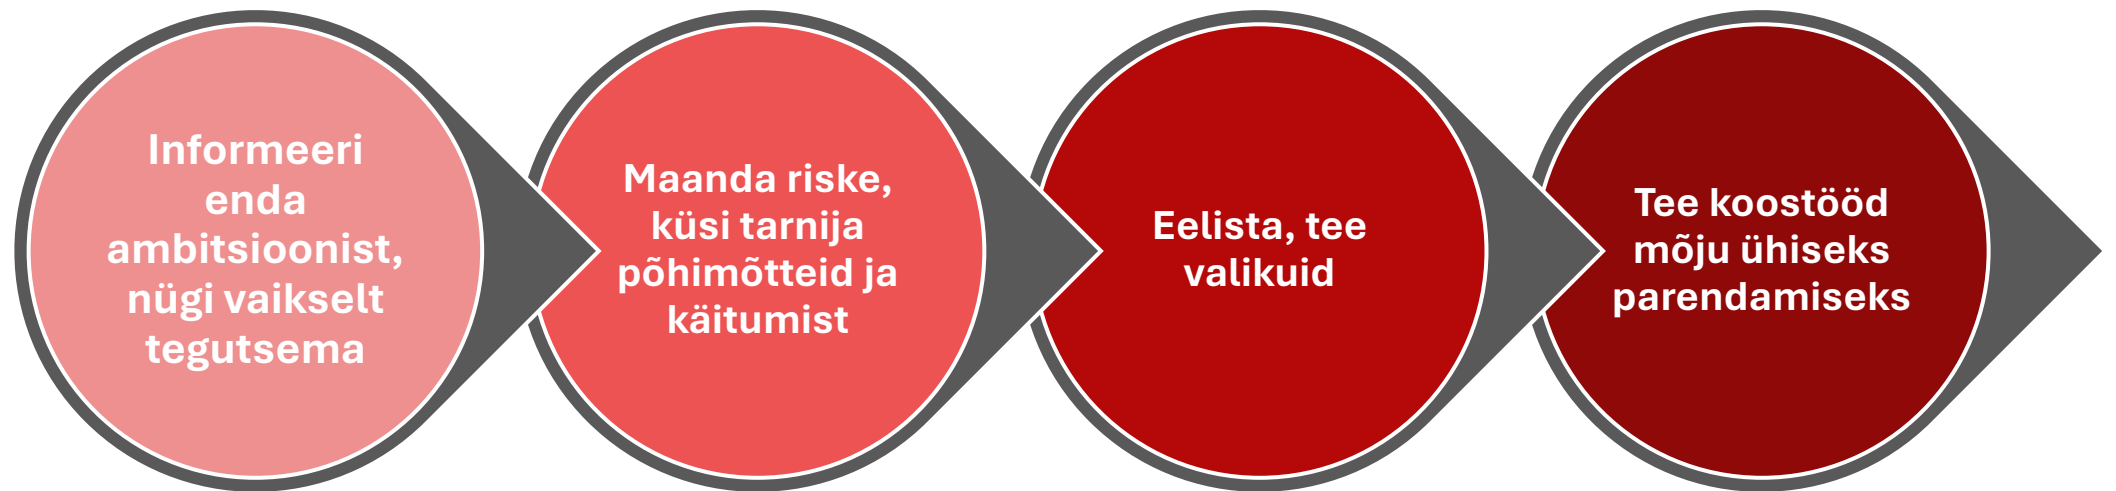 Informeeri
enda
ambitsioonist,
nügi vaikselt
tegutsema
Maanda riske,
küsi tarnija
põhimõtteid ja
käitumist
Eelista, tee
valikuid
Tee koostööd
mõju ühiseks
parendamiseks